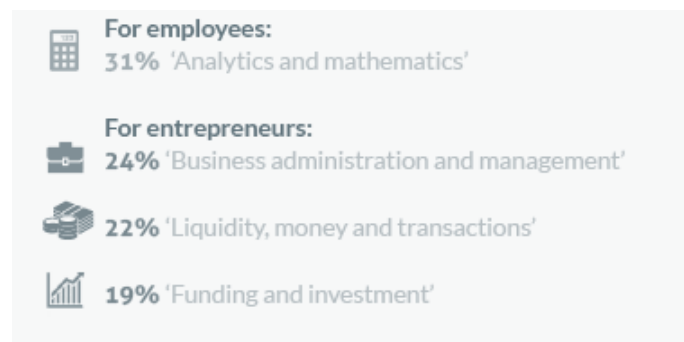 For employees:
31% ‘Analytics and mathematics’
For entrepreneurs:
24% ‘Business administration and management’
22% ‘Liquidity, money and transactions’
19% ‘Funding and investment’